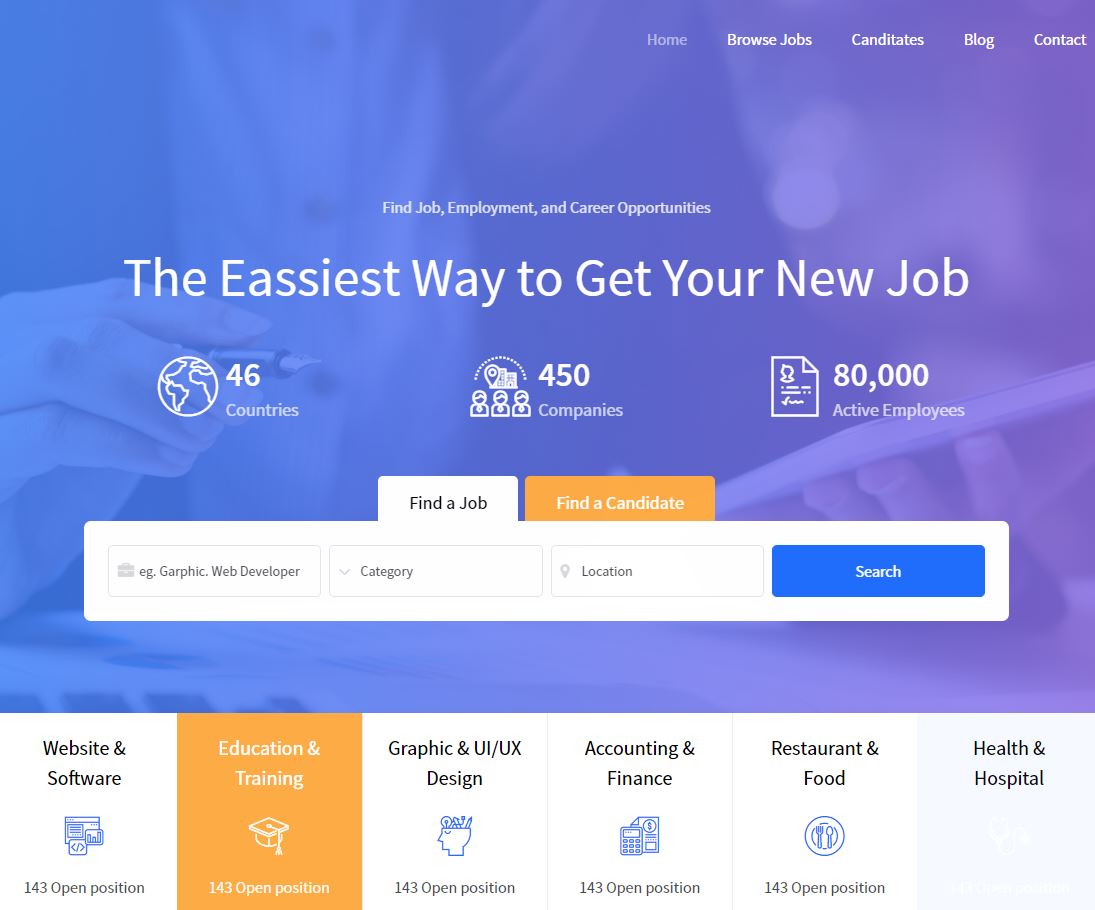 Home Browse Jobs Canditates Blog Contact
Find Job, Employment, and Career Opportunities
The Eassiest Way to Get Your New Job
46
Countries
450
Companies
80,000
Active Employees
Find a Job
Find a Candidate
eg. Garphic. Web Developer
Category
Location
Search
Website &
Software
143 Open position
Education &
Training
143 Open position
Graphic & UI/UX
Design
143 Open position
Accounting &
Finance
143 Open position
Restaurant &
Food
143 Open position
Health &
Hospital
143 Open position